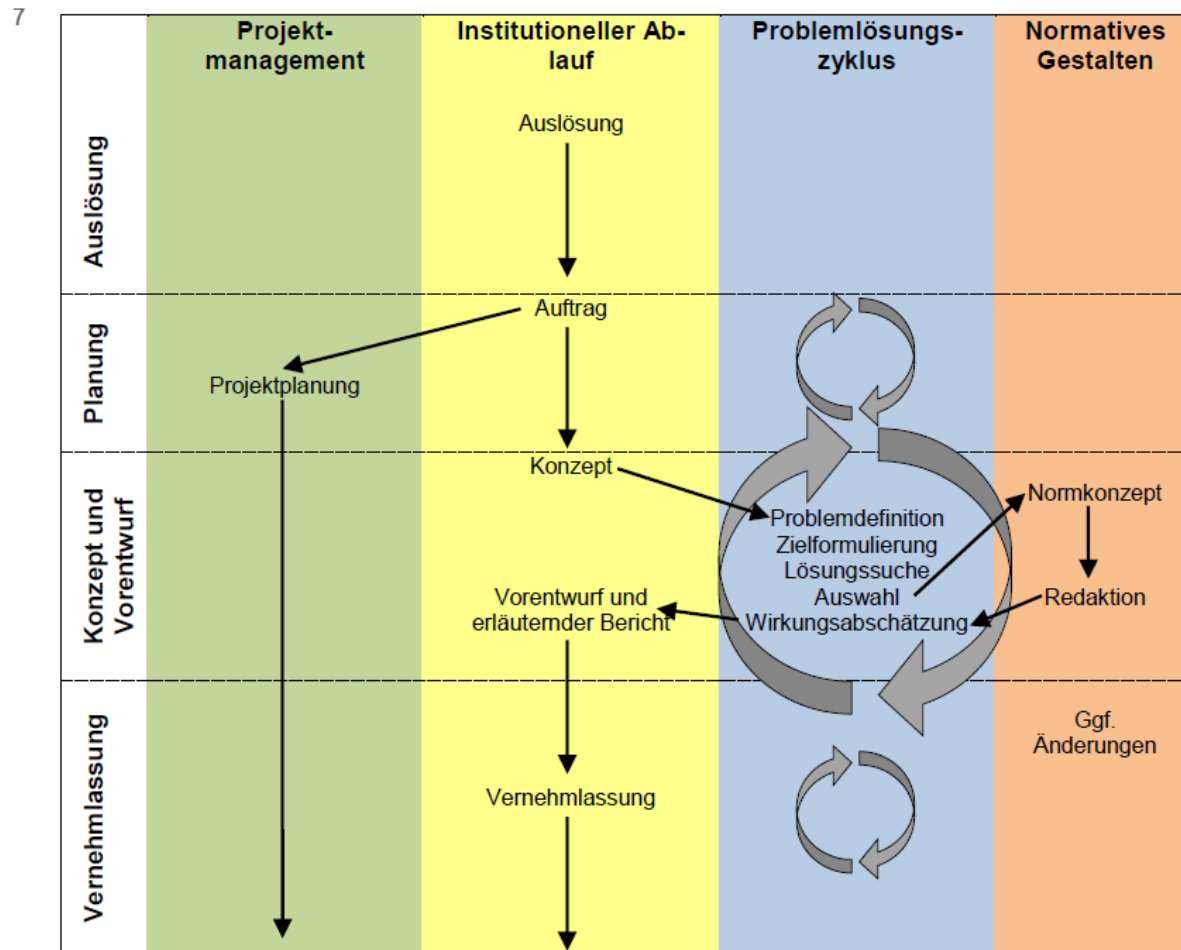 7
Projekt-
management
Institutioneller Ab-
lauf
Problemlösungs-
zyklus
Normatives
Gestalten
Auslösung
Auslösung
Planung
Auftrag
Projektplanung
Konzept und
Vorentwurf
Konzept
Problemdefinition
Zielformulierung
Lösungssuche
Auswahl
Wirkungsabschätzung
Normkonzept
Redaktion
Vorentwurf und
erläuternder Bericht
Vernehmlassung
Vernehmlassung
Ggf.
Änderungen